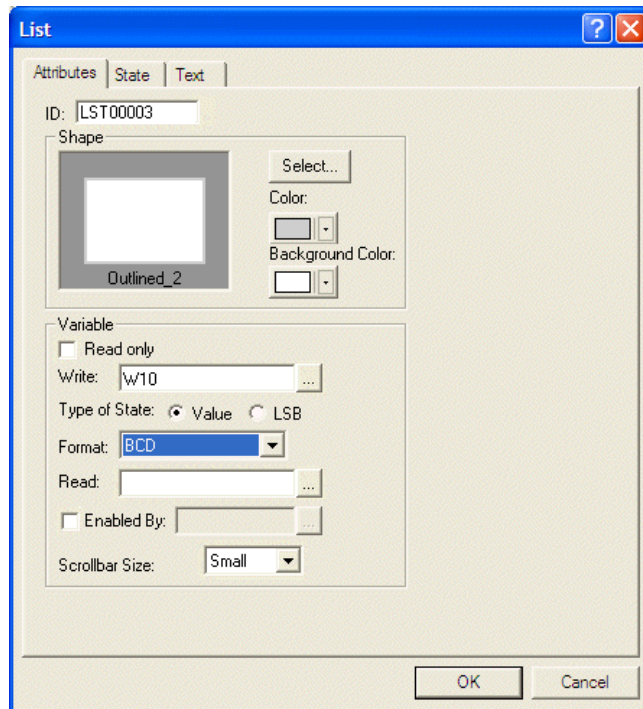 List
Attributes State Text
ID: LST00003
Shape
Select...
Color:
Background Color:
Outlined_2
Variable
Read only
Write: W10 ...
Type of State: Value LSB
Format: BCD
Read: ...
Enabled By: ...
Scrollbar Size: Small
OK Cancel